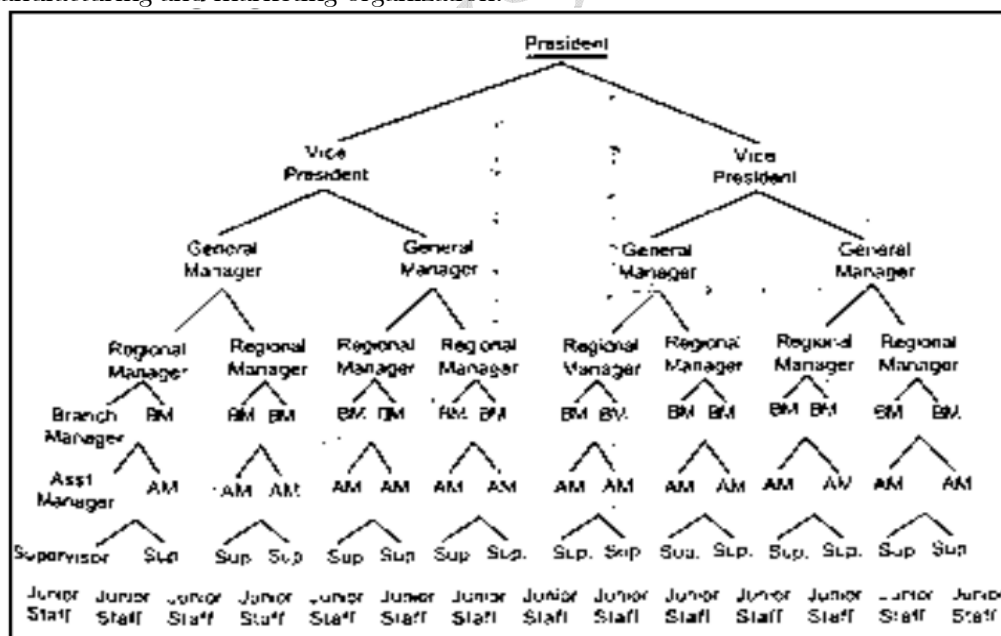 President
Vice Vice
President President
General General General General
Manager Manager Manager Manager
Regional Regional Regional Regional Regional Regional Regional Regional
Manager Manager Manager Manager Manager Manager Manager Manager
Branch BM BM BM BM BM BM BM BM BM BM BM BM BM BM BM
Manager
Asst AM AM AM AM AM AM AM AM AM AM AM AM AM AM AM
Manager
Supervisor Sup Sup Sup Sup Sup Sup Sup. Sup. Sup Sup. Sup. Sup. Sup Sup
Junior Junior Junior Junior Junior Junior Junior Junior Junior Junior Junior Junior Junior Junior
Staff Staff Staff Staff Staff Staff Staff Staff Staff Staff Staff Staff Staff Staff